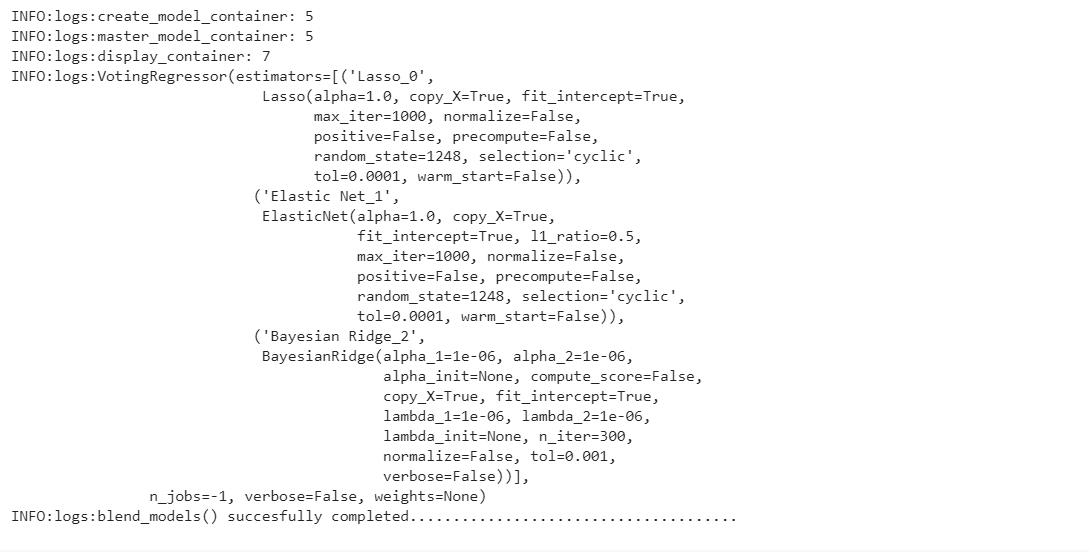 INFO:logs:create_model_container: 5
INFO:logs:master_model_container: 5
INFO:logs:display_container: 7
INFO:logs:VotingRegressor(estimators=[('Lasso_0',
                             Lasso(alpha=1.0, copy_X=True, fit_intercept=True,
                                   max_iter=1000, normalize=False,
                                   positive=False, precompute=False,
                                   random_state=1248, selection='cyclic',
                                   tol=0.0001, warm_start=False)),
                            ('Elastic Net_1',
                             ElasticNet(alpha=1.0, copy_X=True,
                                        fit_intercept=True, l1_ratio=0.5,
                                        max_iter=1000, normalize=False,
                                        positive=False, precompute=False,
                                        random_state=1248, selection='cyclic',
                                        tol=0.0001, warm_start=False)),
                            ('Bayesian Ridge_2',
                             BayesianRidge(alpha_1=1e-06, alpha_2=1e-06,
                                           alpha_init=None, compute_score=False,
                                           copy_X=True, fit_intercept=True,
                                           lambda_1=1e-06, lambda_2=1e-06,
                                           lambda_init=None, n_iter=300,
                                           normalize=False, tol=0.001,
                                           verbose=False))],
                n_jobs=-1, verbose=False, weights=None)
INFO:logs:blend_models() succesfully completed......................................